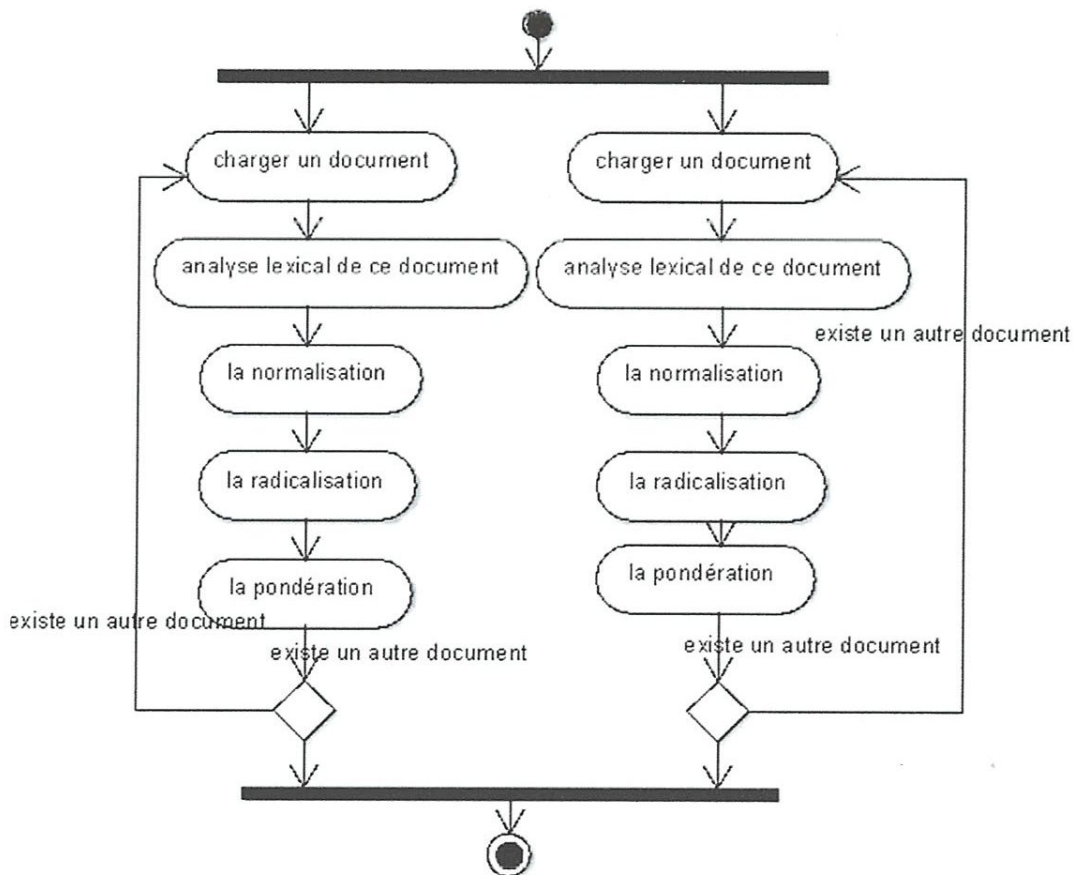 charger un document
charger un document
analyse lexical de ce document
analyse lexical de ce document
existe un autre document
la normalisation
la normalisation
la radicalisation
la radicalisation
la pondération
la pondération
existe un autre document
existe un autre document
existe un autre document